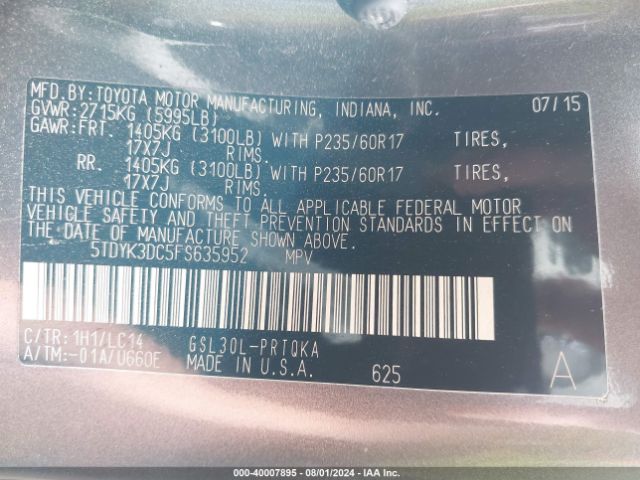 MFD.BY:TOYOTA MOTOR MANUFACTURING, INDIANA, INC. 07/15
GVWR:2715KG (5995LB)
GAWR:FRT. 1405KG (3100LB) WITH P235/60R17 TIRES,
17X7J RIMS.
RR. 1405KG (3100LB) WITH P235/60R17 TIRES,
17X7J RIMS.
THIS VEHICLE CONFORMS TO ALL APPLICABLE FEDERAL MOTOR
VEHICLE SAFETY AND THEFT PREVENTION STANDARDS IN EFFECT ON
THE DATE OF MANUFACTURE SHOWN ABOVE.
5TDYK3DC5FS635952 MPV
C/TR:1H1/LC14 GSL30L-PRTQKA
A/TM:-01A/U660E MADE IN U.S.A. 625 A
000-40007895 - 08/01/2024 - IAA Inc.